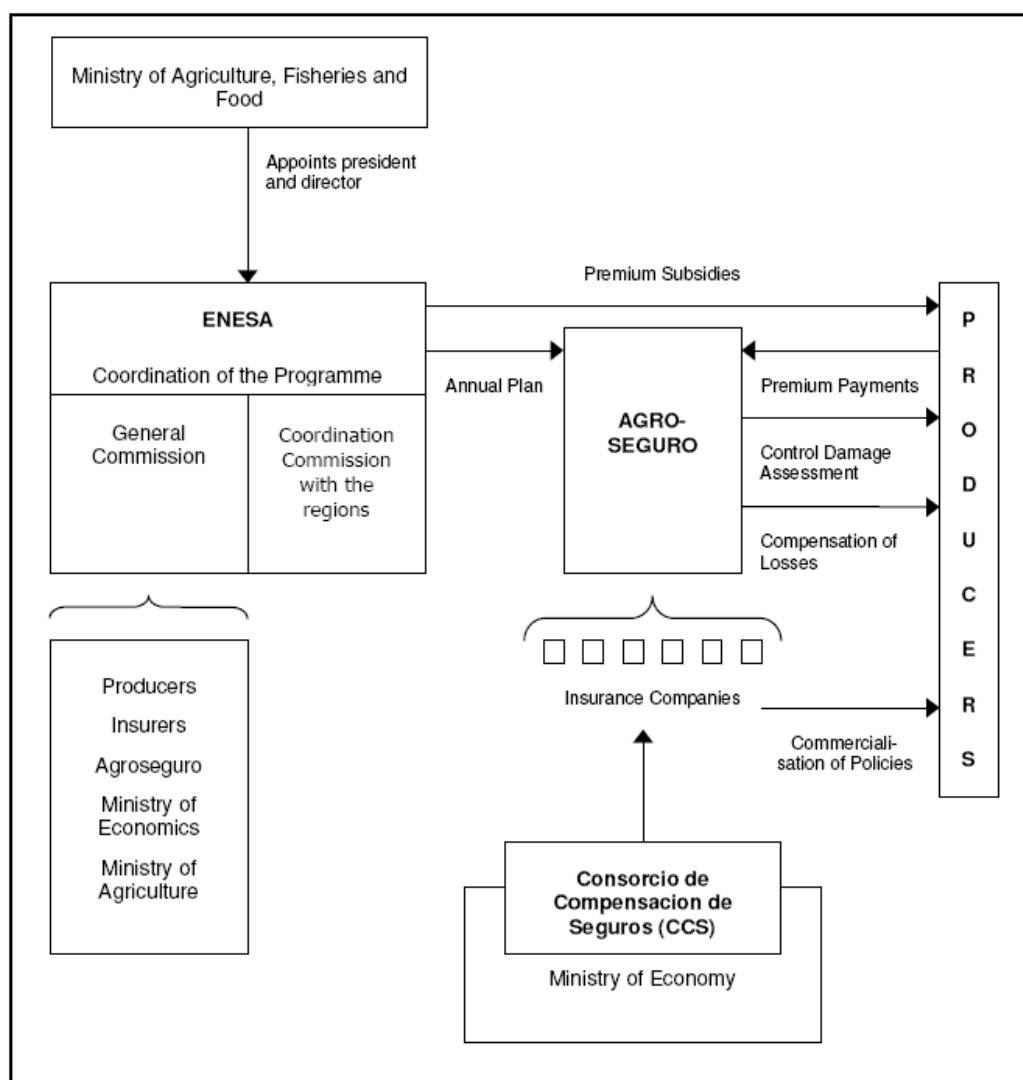 Ministry of Agriculture, Fisheries and
Food
Appoints president
and director
Premium Subsidies
ENESA
Coordination of the Programme
General
Commission
Coordination
Commission
with the
regions
Annual Plan
AGRO-
SEGURO
Premium Payments
Control Damage
Assessment
Compensation of
Losses
P
R
O
D
U
C
E
R
S
Producers
Insurers
Agroseguro
Ministry of
Economics
Ministry of
Agriculture
Insurance Companies
Commerciali-
sation of Policies
Consorcio de
Compensacion de
Seguros (CCS)
Ministry of Economy